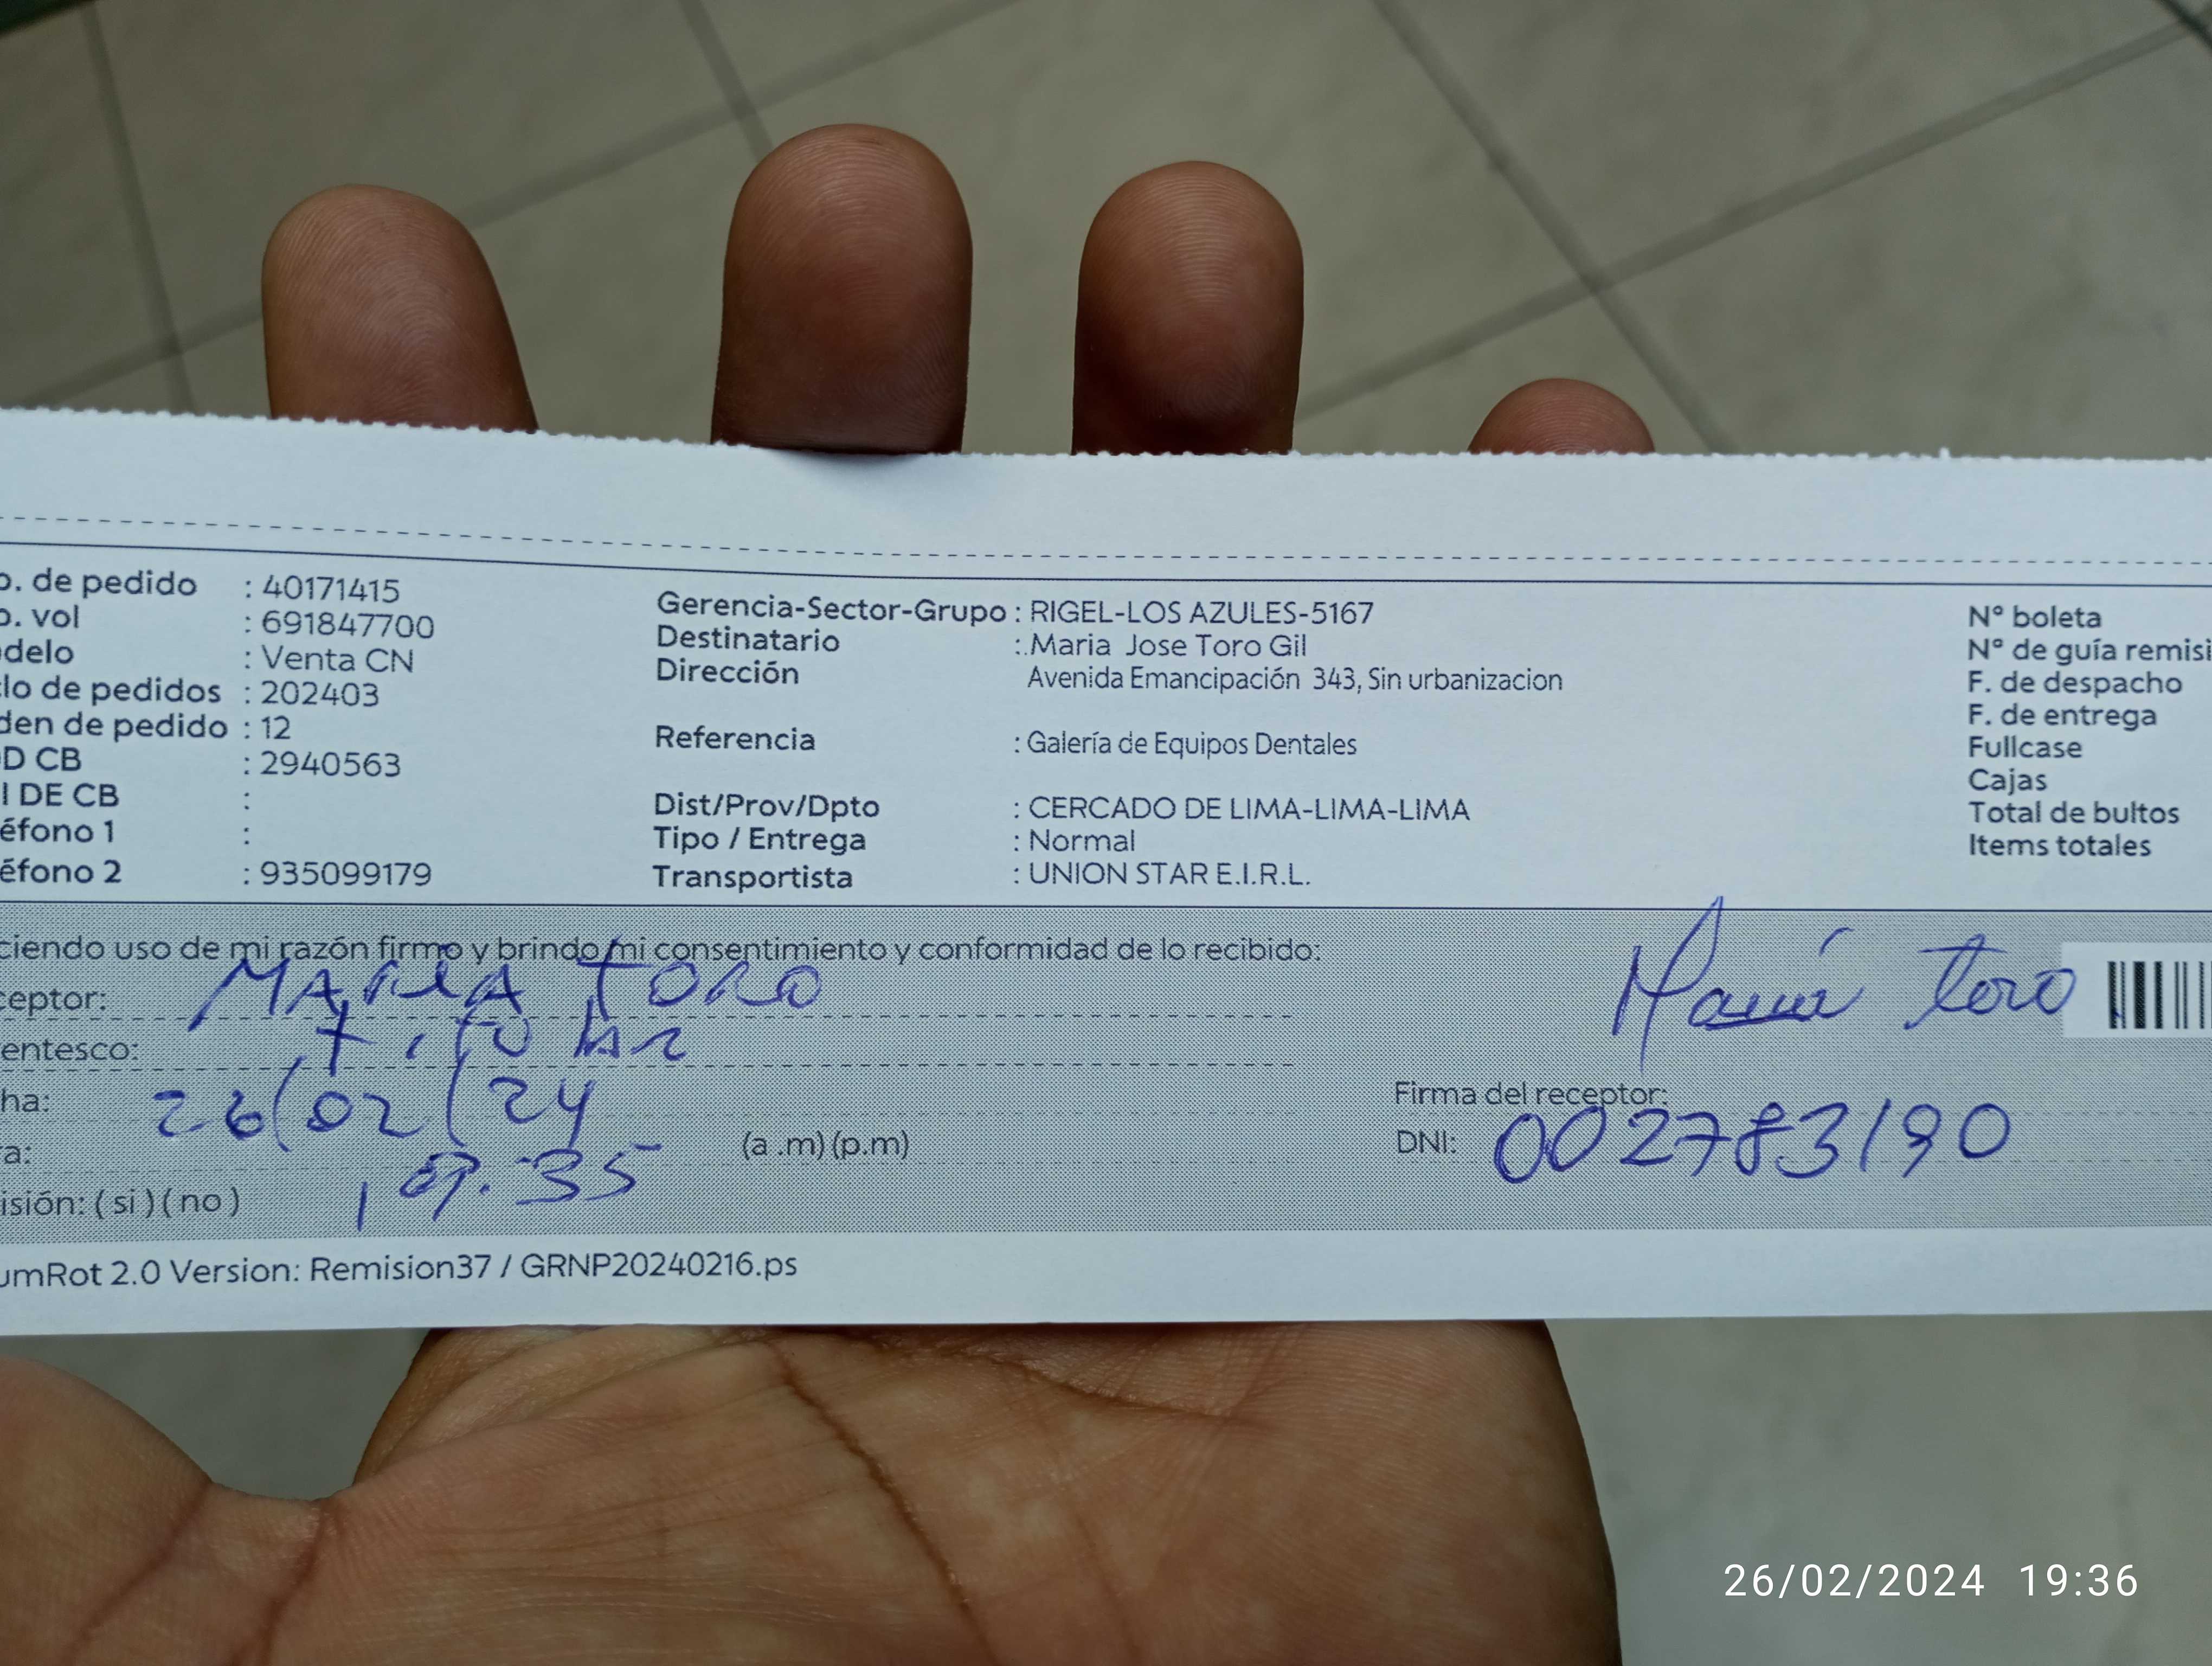 o. de pedido : 40171415
o. vol : 691847700
delo : Venta CN
lo de pedidos : 202403
den de pedido : 12
D CB : 2940563
I DE CB :
éfono 1 :
éfono 2 : 935099179
Gerencia-Sector-Grupo : RIGEL-LOS AZULES-5167
Destinatario :.Maria Jose Toro Gil
Dirección Avenida Emancipación 343, Sin urbanizacion
Referencia : Galería de Equipos Dentales
Dist/Prov/Dpto : CERCADO DE LIMA-LIMA-LIMA
Tipo / Entrega : Normal
Transportista : UNION STAR E.I.R.L.
N° boleta
N° de guía remisi
F. de despacho
F. de entrega
Fullcase
Cajas
Total de bultos
Items totales
ciendo uso de mi razón firmo y brindo mi consentimiento y conformidad de lo recibido:
ceptor: MARIA TORO
entesco: Titular
ha: 26/02/24
a: 19:35 (a .m) (p.m)
isión: ( si ) ( no )
María Toro
Firma del receptor:
DNI: 002783190
umRot 2.0 Version: Remision37 / GRNP20240216.ps
26/02/2024 19:36